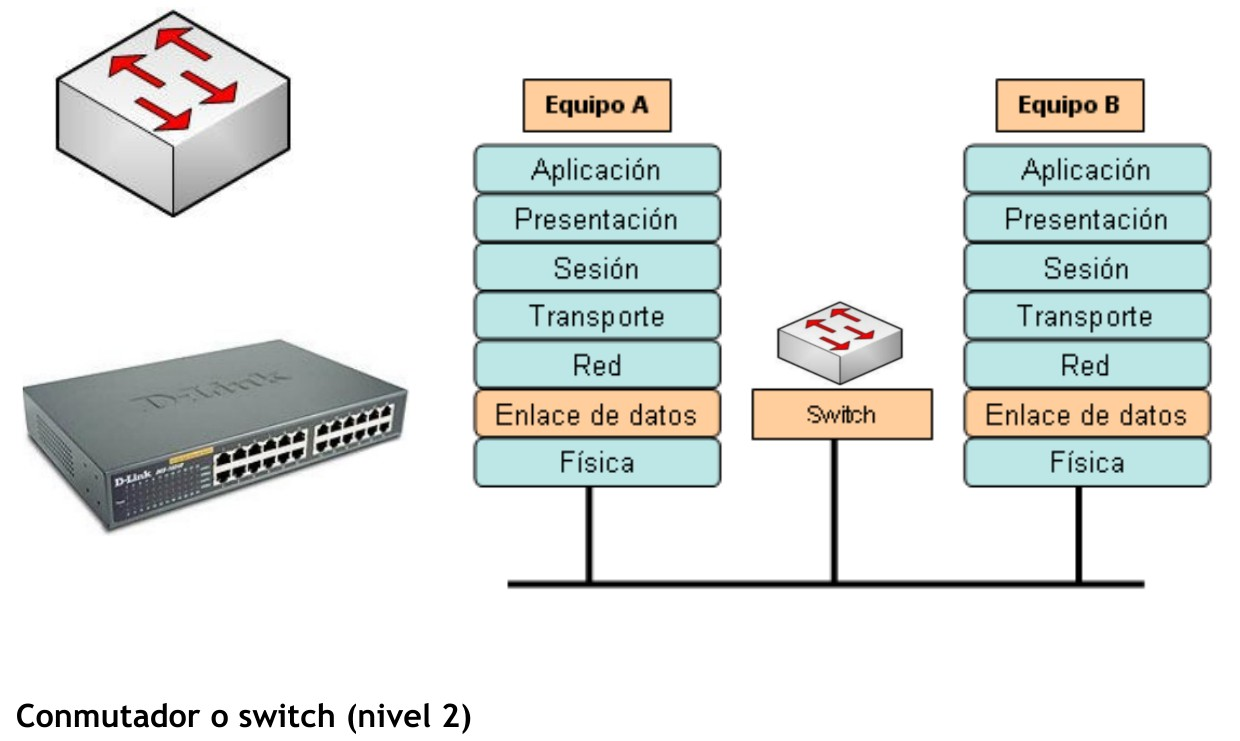 Equipo A
Aplicación
Presentación
Sesión
Transporte
Red
Enlace de datos
Física
Switch
Equipo B
Aplicación
Presentación
Sesión
Transporte
Red
Enlace de datos
Física
D-Link
D-Link
Conmutador o switch (nivel 2)